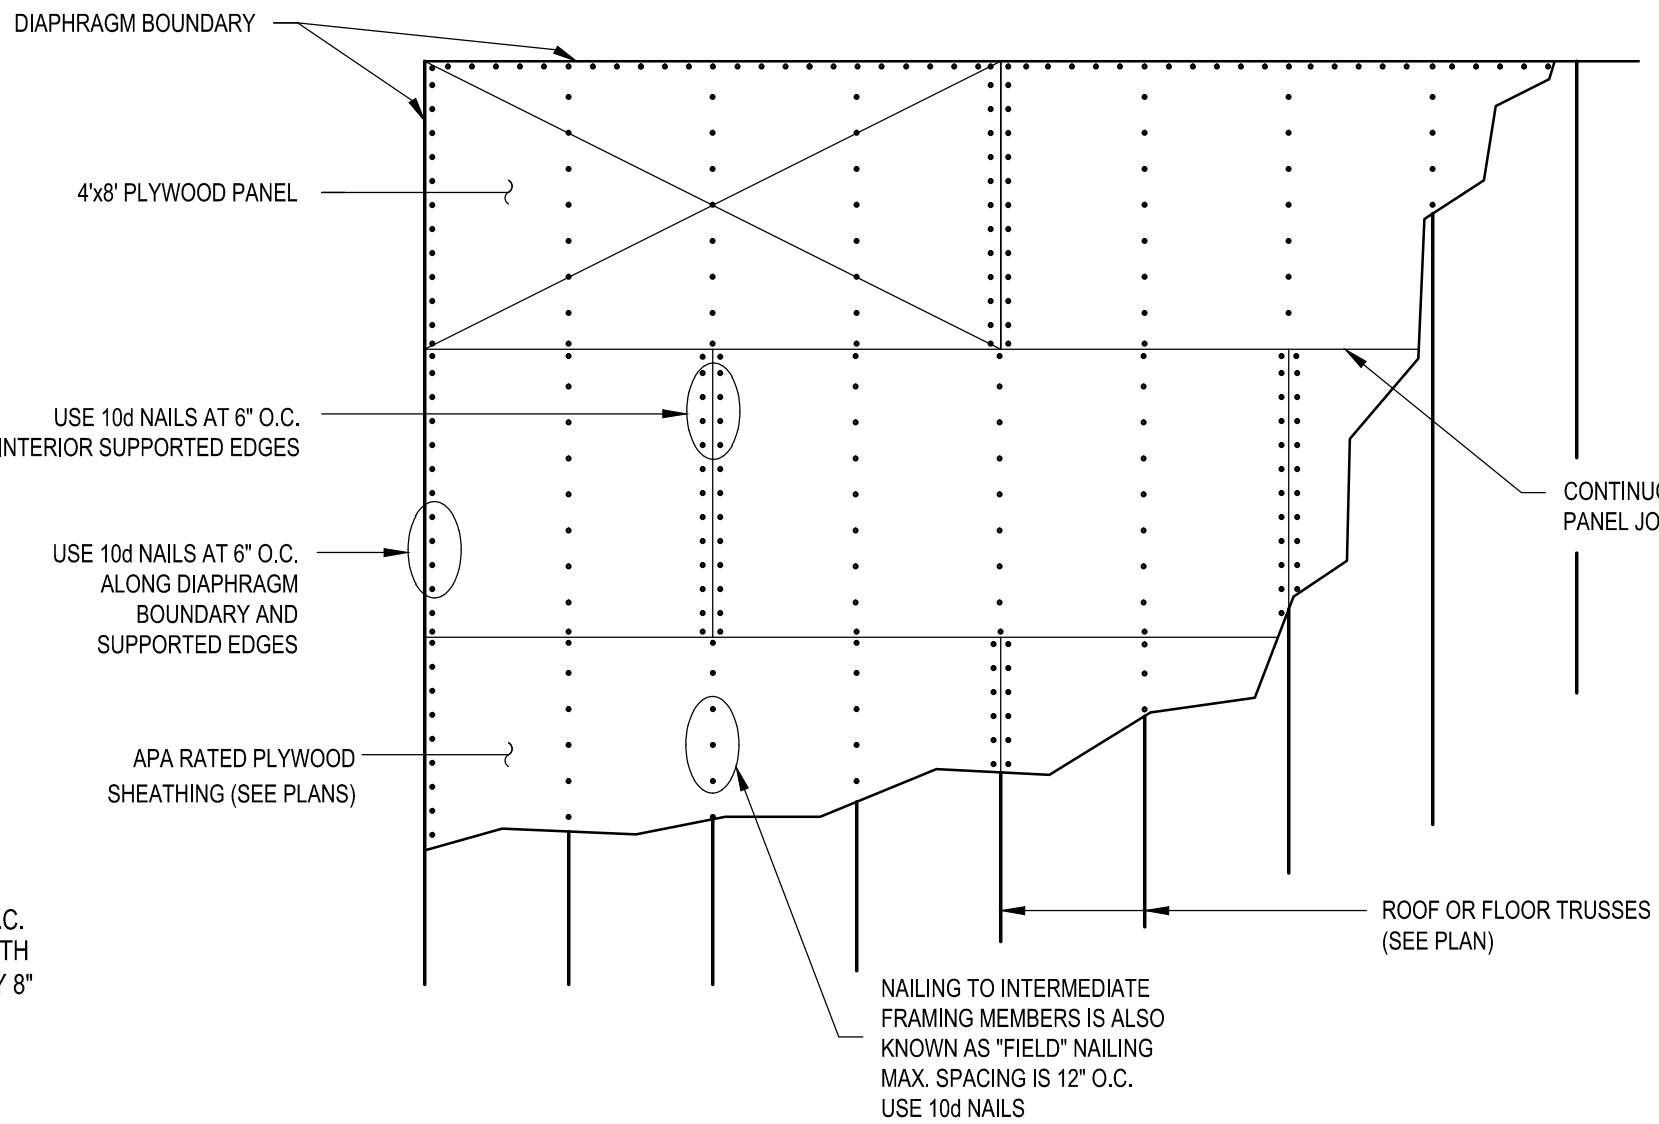 DIAPHRAGM BOUNDARY
4'x8' PLYWOOD PANEL
USE 10d NAILS AT 6" O.C.
INTERIOR SUPPORTED EDGES
USE 10d NAILS AT 6" O.C.
ALONG DIAPHRAGM
BOUNDARY AND
SUPPORTED EDGES
APA RATED PLYWOOD
SHEATHING (SEE PLANS)
PANEL
ROOF OR FLOOR TRUSSES
(SEE PLAN)
8"
NAILING TO INTERMEDIATE
FRAMING MEMBERS IS ALSO
KNOWN AS "FIELD" NAILING
MAX. SPACING IS 12" O.C.
USE 10d NAILS